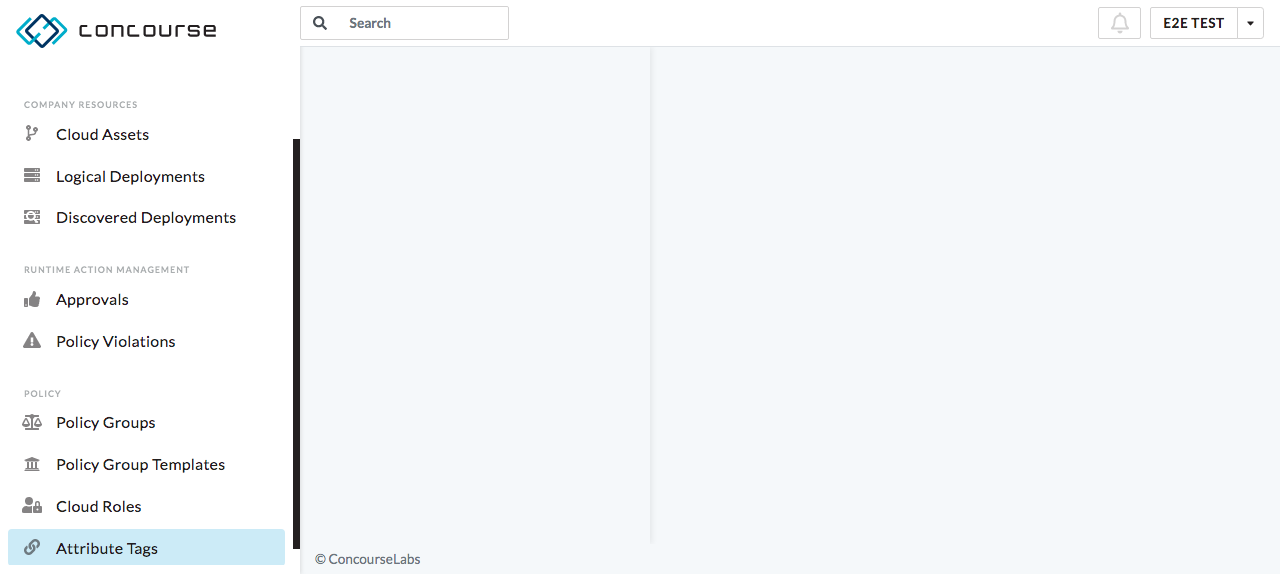 concourse
Search
E2E TEST
COMPANY RESOURCES
Cloud Assets
Logical Deployments
Discovered Deployments
RUNTIME ACTION MANAGEMENT
Approvals
Policy Violations
POLICY
Policy Groups
Policy Group Templates
Cloud Roles
Attribute Tags
© ConcourseLabs